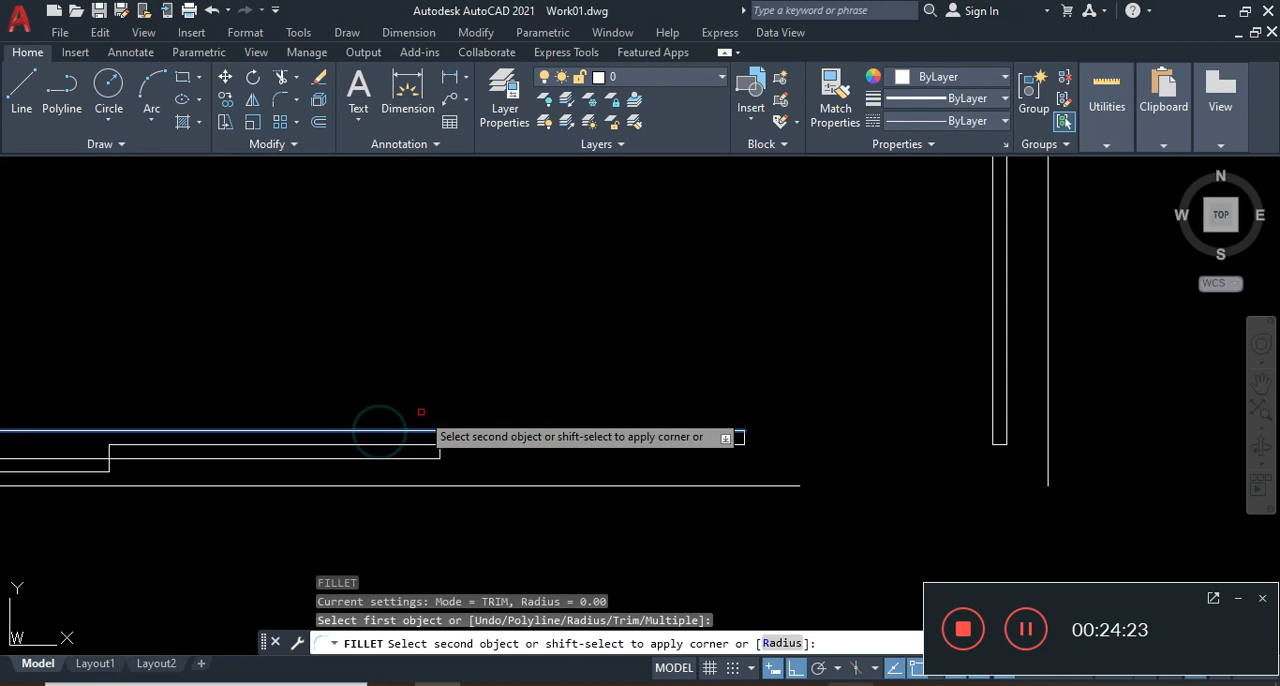 Autodesk AutoCAD 2021 Work01.dwg
Type a keyword or phrase
Sign In
File Edit View Insert Format Tools Draw Dimension Modify Parametric Window Help Express Data View
Home Insert Annotate Parametric View Manage Output Add-ins Collaborate Express Tools Featured Apps
Line Polyline Circle Arc
Text Dimension
Layer Properties
0
Insert
Match Properties
ByLayer
ByLayer
ByLayer
Group
Utilities
Clipboard
View
Draw Modify Annotation Layers Block Properties Groups
N
W TOP E
S
WCS
Select second object or shift-select to apply corner or
Y
W X
FILLET
Current settings: Mode = TRIM, Radius = 0.00
Select first object or [Undo/Polyline/Radius/Trim/Multiple]:
FILLET Select second object or shift-select to apply corner or [Radius]:
00:24:23
Model Layout1 Layout2 +
MODEL